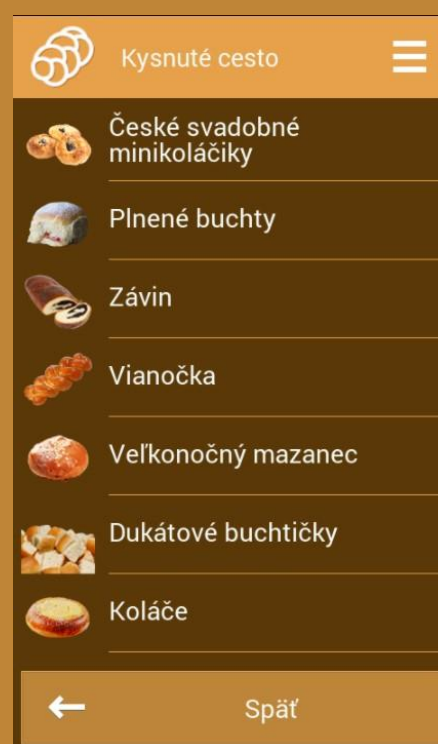 Kysnuté cesto
České svadobné
minikoláčiky
Plnené buchty
Závin
Vianočka
Veľkonočný mazanec
Dukátové buchtičky
Koláče
Späť